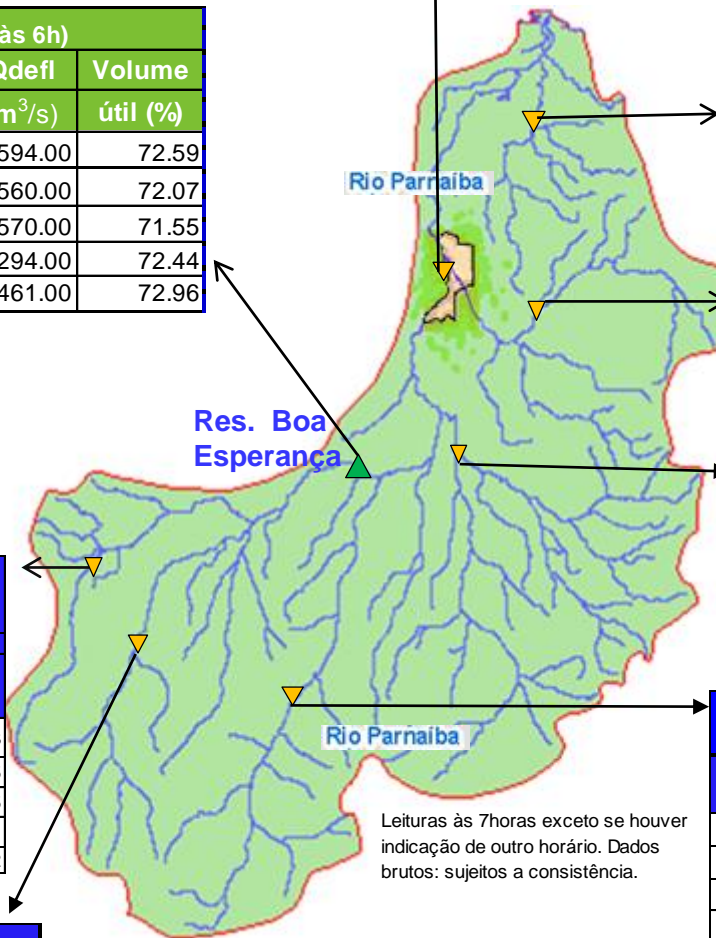 às 6h)
Qdefl Volume
m³/s) útil (%)
594.00 72.59
560.00 72.07
570.00 71.55
294.00 72.44
461.00 72.96
Rio Parnaíba
Res. Boa
Esperança
Rio Parnaíba
Leituras às 7horas exceto se houver
indicação de outro horário. Dados
brutos: sujeitos a consistência.